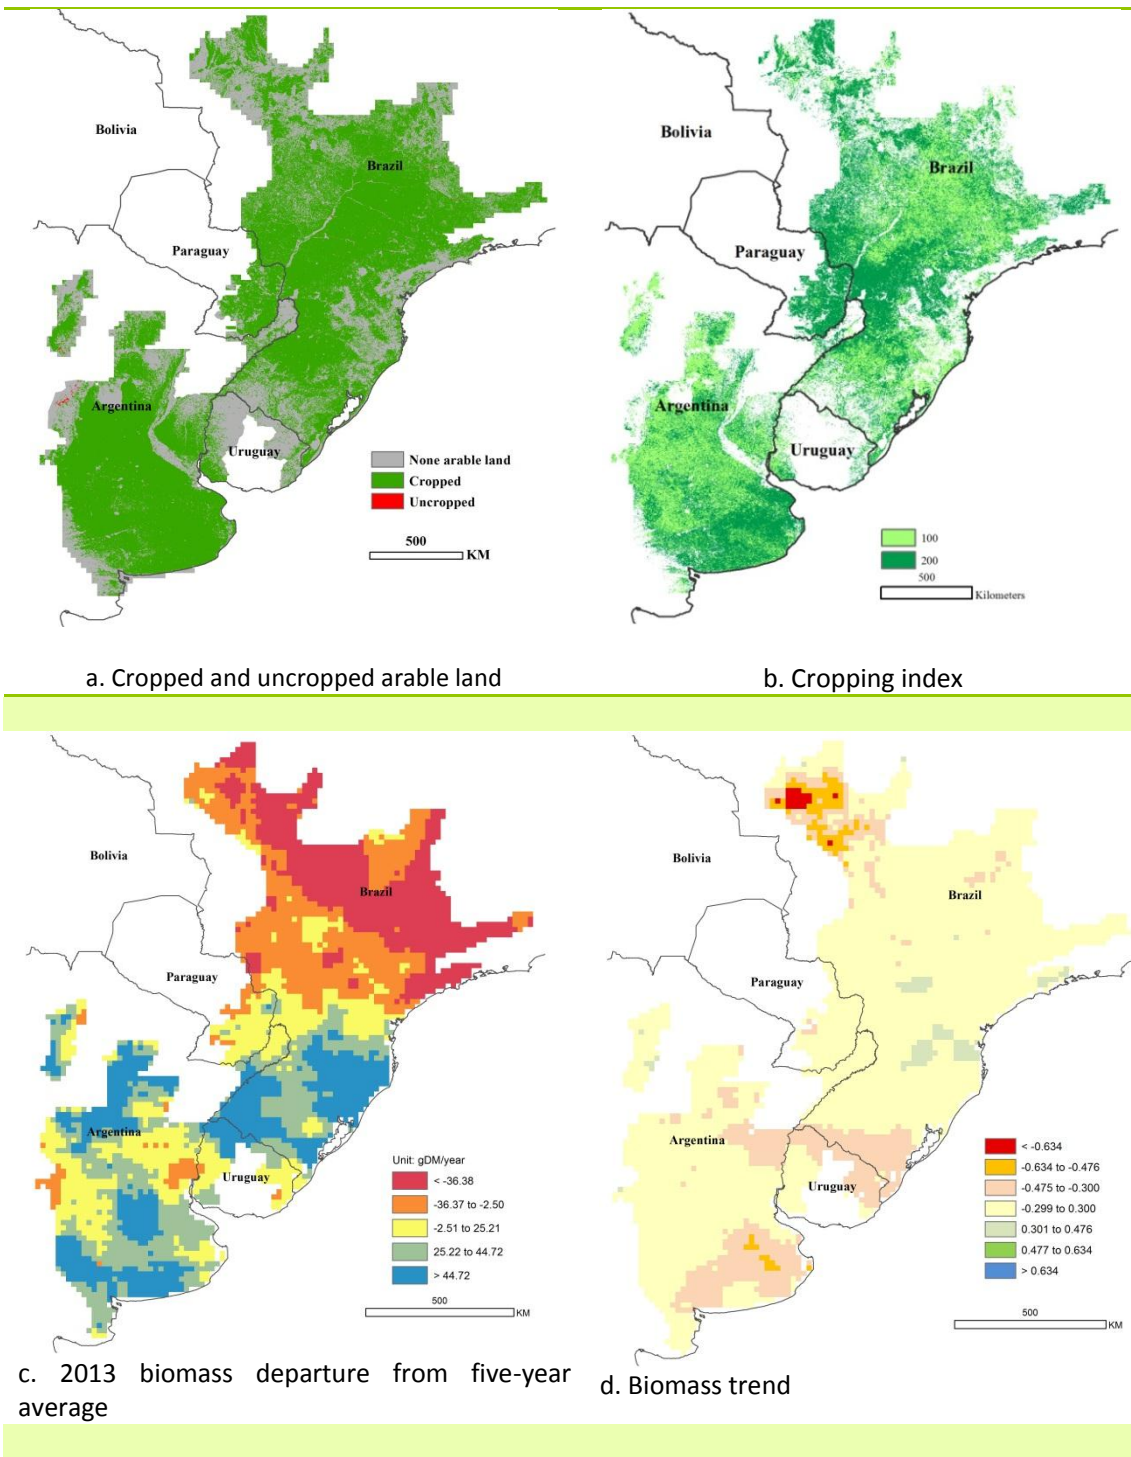 Bolivia
Brazil
Paraguay
Argentina
Uruguay
None arable land
Cropped
Uncropped
500
KM
a. Cropped and uncropped arable land
Bolivia
Brazil
Paraguay
Argentina
Uruguay
100
200
500
Kilometers
b. Cropping index
Bolivia
Brazil
Paraguay
Argentina
Uruguay
Unit: gDM/year
< -36.38
-36.37 to -2.50
-2.51 to 25.21
25.22 to 44.72
> 44.72
500
KM
c. 2013 biomass departure from five-year
average
Bolivia
Brazil
Paraguay
Argentina
Uruguay
< -0.634
-0.634 to -0.476
-0.475 to -0.300
-0.299 to 0.300
0.301 to 0.476
0.477 to 0.634
> 0.634
500
KM
d. Biomass trend